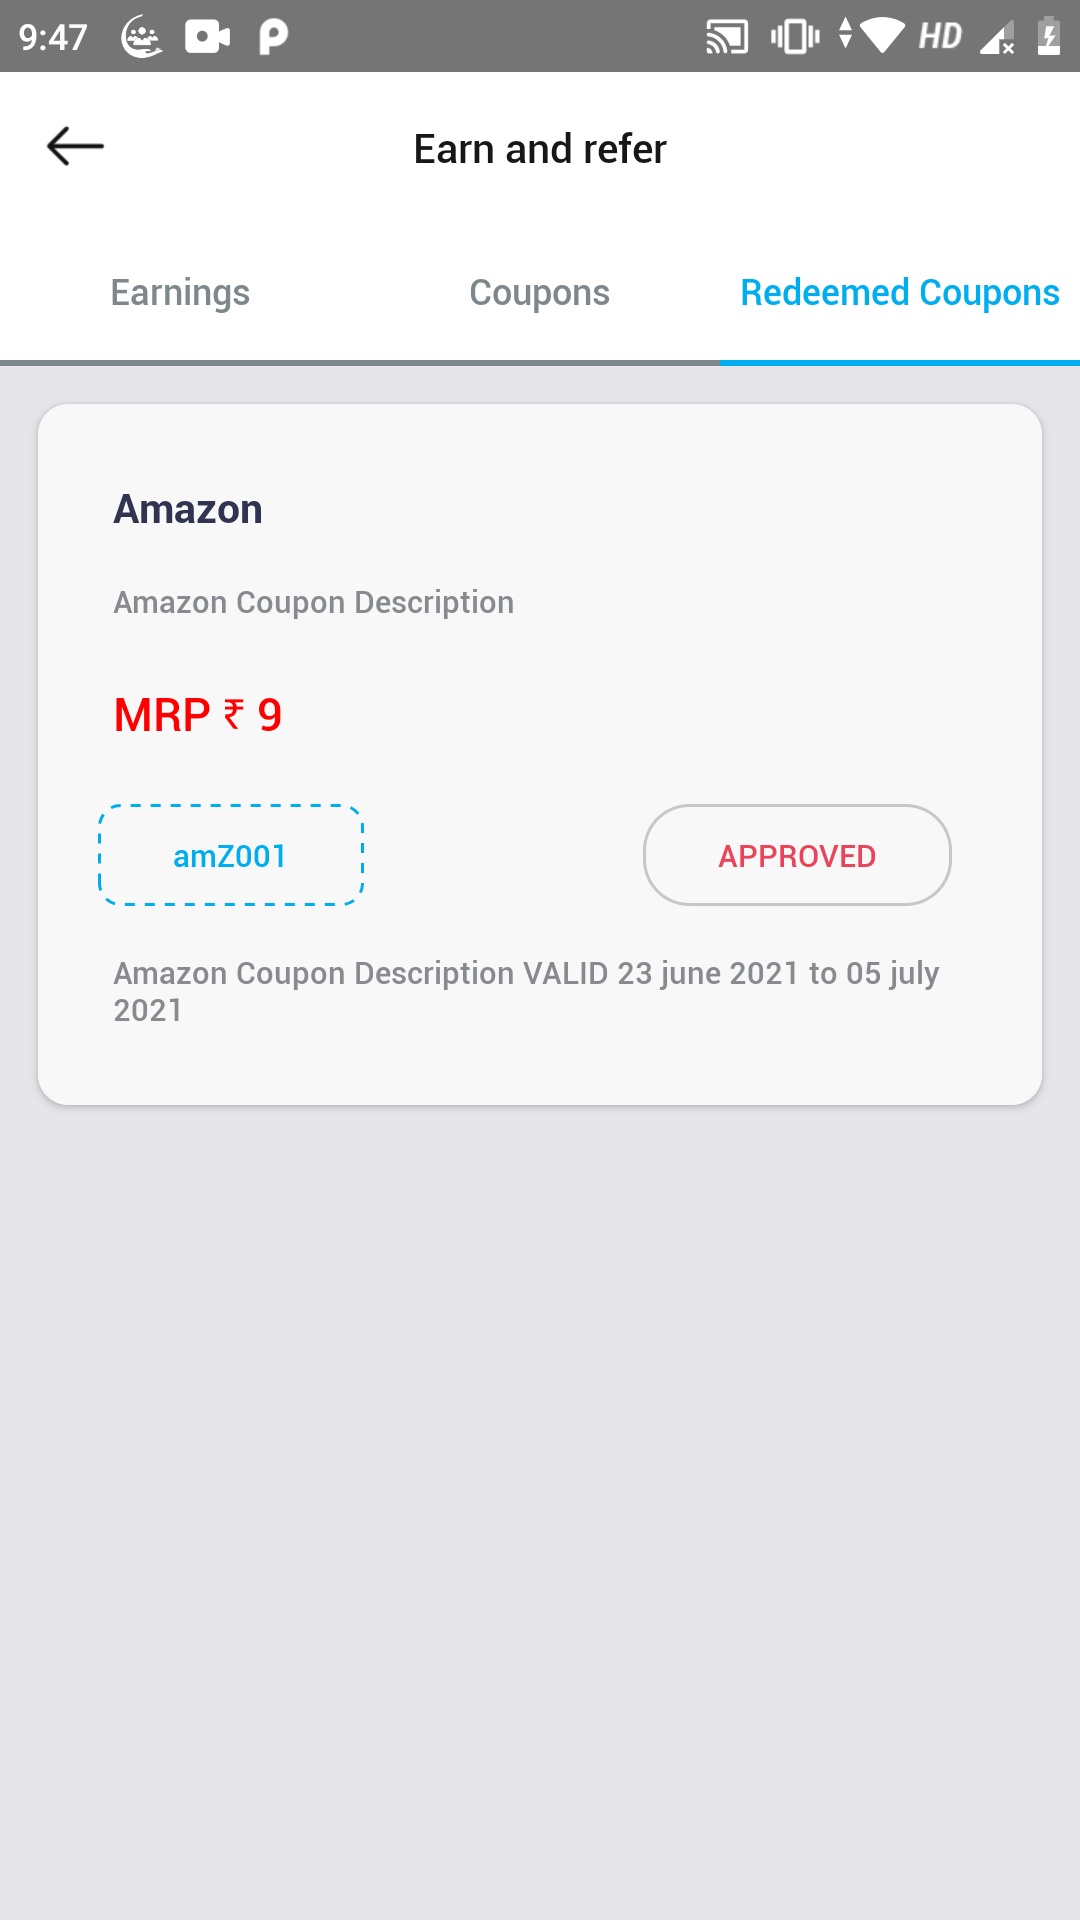 9:47 HD
Earn and refer
Earnings Coupons Redeemed Coupons
Amazon
Amazon Coupon Description
MRP ₹ 9
amZ001 APPROVED
Amazon Coupon Description VALID 23 june 2021 to 05 july
2021